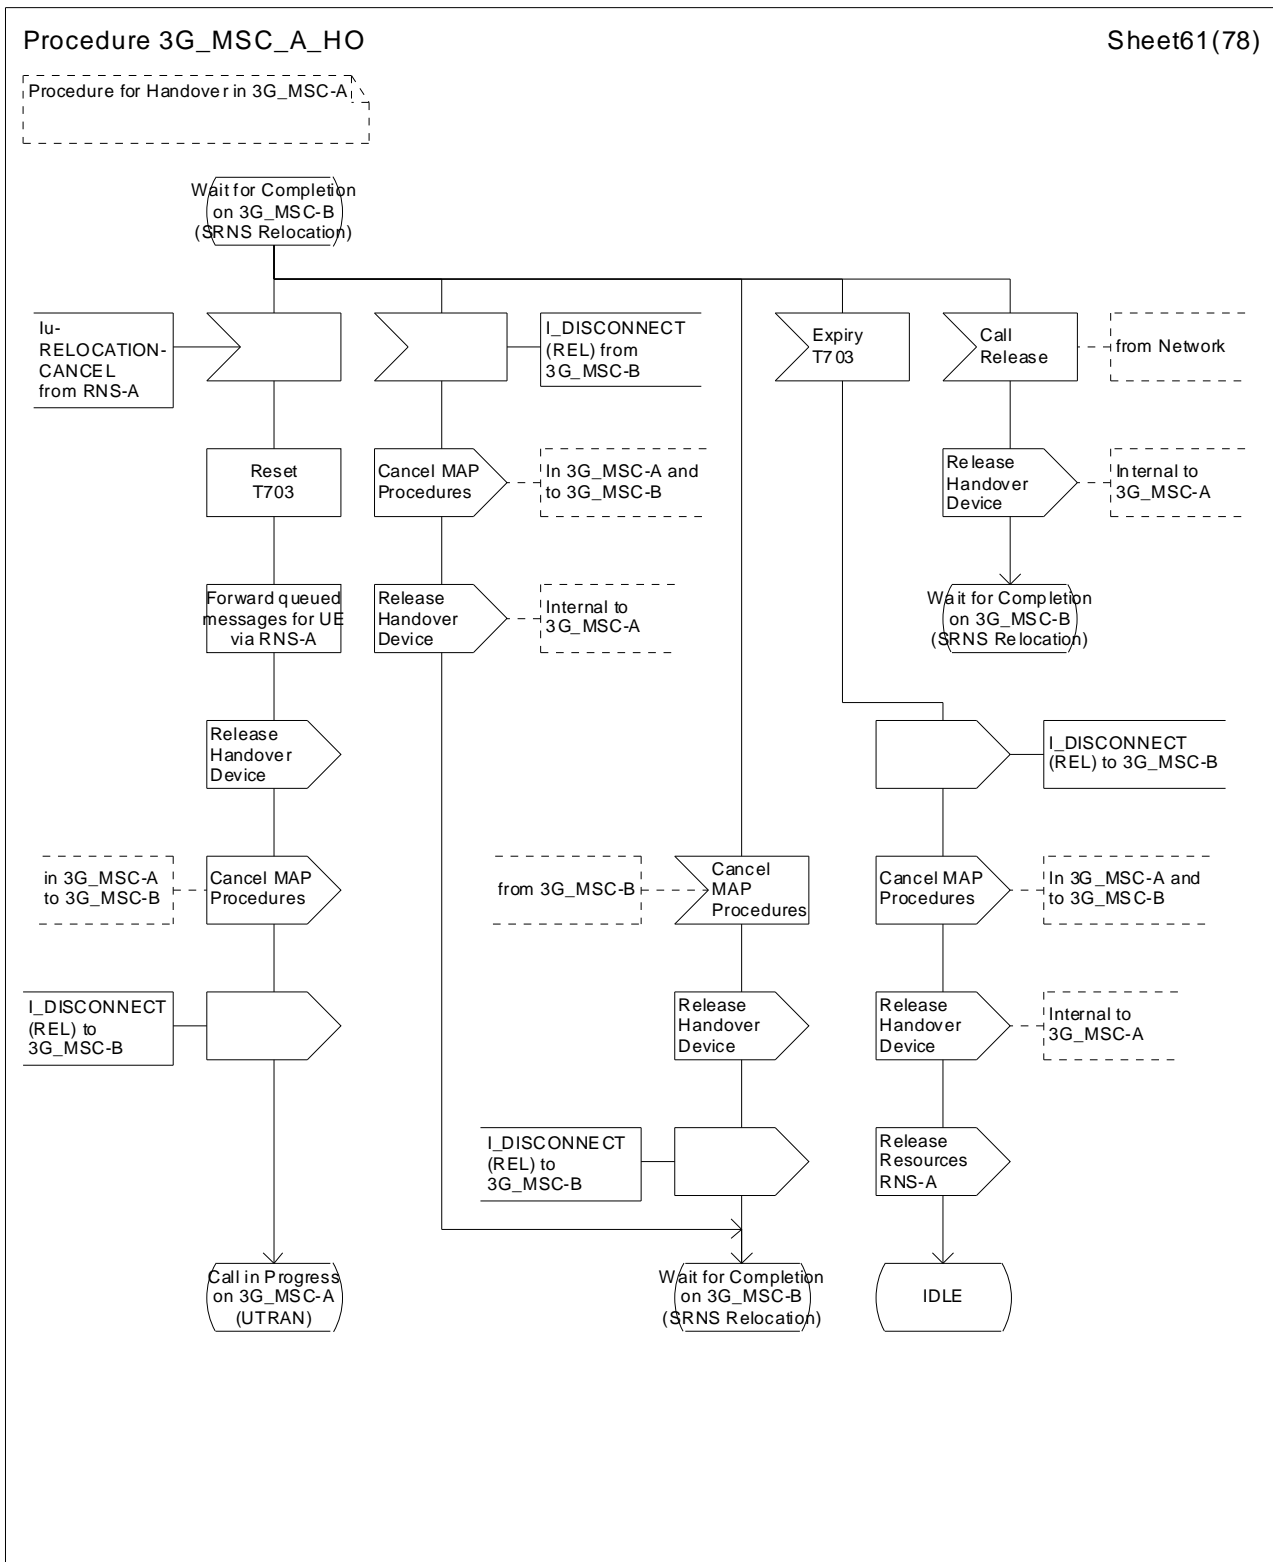 Procedure 3G_MSC_A_HO
Sheet61(78)
Procedure for Handover in 3G_MSC-A
Wait for Completion
on 3G_MSC-B
(SRNS Relocation)
Iu-
RELOCATION-
CANCEL
from RNS-A
I_DISCONNECT
(REL) from
3G_MSC-B
Expiry
T703
Call
Release
from Network
Reset
T703
Cancel MAP
Procedures
In 3G_MSC-A and
to 3G_MSC-B
Release
Handover
Device
Internal to
3G_MSC-A
Forward queued
messages for UE
via RNS-A
Release
Handover
Device
Internal to
3G_MSC-A
Wait for Completion
on 3G_MSC-B
(SRNS Relocation)
Release
Handover
Device
I_DISCONNECT
(REL) to 3G_MSC-B
in 3G_MSC-A
to 3G_MSC-B
Cancel MAP
Procedures
from 3G_MSC-B
Cancel
MAP
Procedures
Cancel MAP
Procedures
In 3G_MSC-A and
to 3G_MSC-B
I_DISCONNECT
(REL) to
3G_MSC-B
Release
Handover
Device
Release
Handover
Device
Internal to
3G_MSC-A
I_DISCONNECT
(REL) to
3G_MSC-B
Release
Resources
RNS-A
Call in Progress
on 3G_MSC-A
(UTRAN)
Wait for Completion
on 3G_MSC-B
(SRNS Relocation)
IDLE